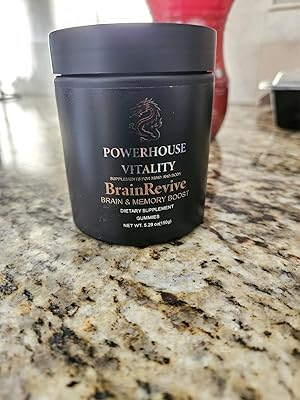 POWERHOUSE
VITALITY
SUPPLEMENTS FOR MIND AND BODY
BrainRevive
BRAIN & MEMORY BOOST
DIETARY SUPPLEMENT
GUMMIES
NET WT. 5.29 oz(150g)